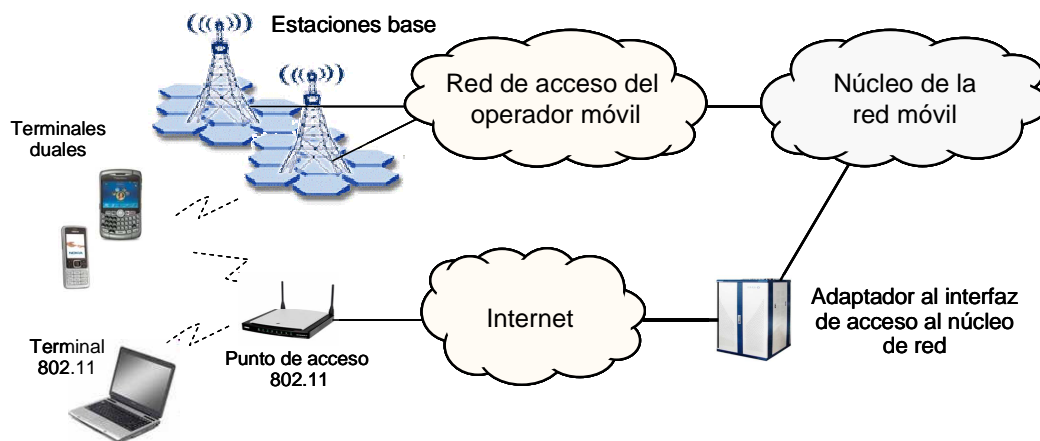 Estaciones base
Red de acceso del
operador móvil
Núcleo de la
red móvil
Terminales
duales
Internet
Adaptador al interfaz
de acceso al núcleo
de red
Terminal
802.11
Punto de acceso
802.11